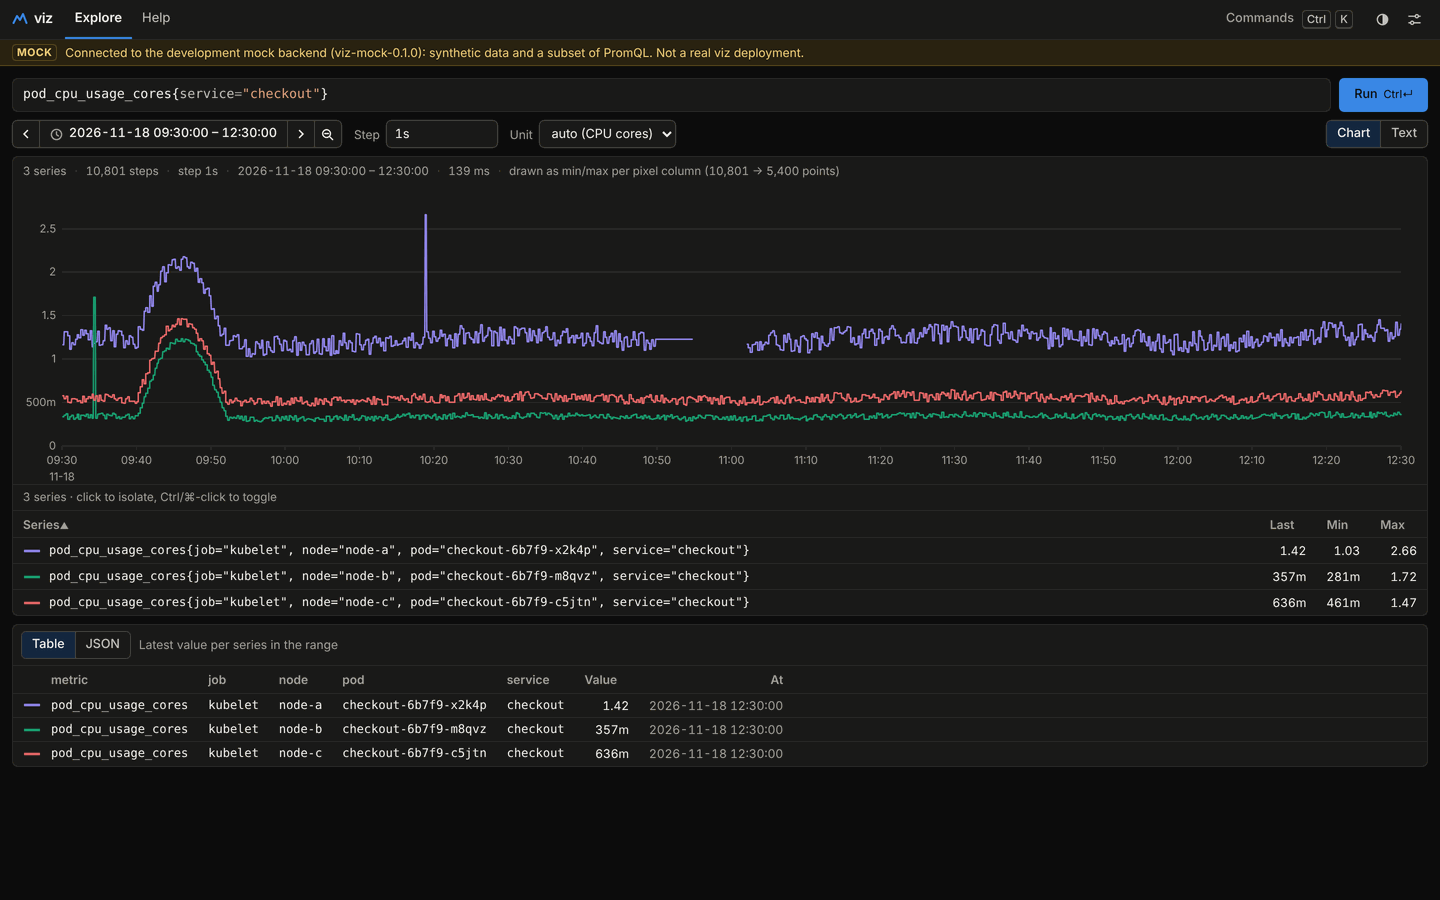 viz Explore Help Commands Ctrl K
MOCK Connected to the development mock backend (viz-mock-0.1.0): synthetic data and a subset of PromQL. Not a real viz deployment.
pod_cpu_usage_cores{service="checkout"} Run Ctrl↵
2026-11-18 09:30:00 – 12:30:00 Step 1s Unit auto (CPU cores) Chart Text
3 series · 10,801 steps · step 1s · 2026-11-18 09:30:00 – 12:30:00 · 139 ms · drawn as min/max per pixel column (10,801 → 5,400 points)
2.5
2
1.5
1
500m
0
09:30 09:40 09:50 10:00 10:10 10:20 10:30 10:40 10:50 11:00 11:10 11:20 11:30 11:40 11:50 12:00 12:10 12:20 12:30
11-18
3 series · click to isolate, Ctrl/⌘-click to toggle
Series▲ Last Min Max
pod_cpu_usage_cores{job="kubelet", node="node-a", pod="checkout-6b7f9-x2k4p", service="checkout"} 1.42 1.03 2.66
pod_cpu_usage_cores{job="kubelet", node="node-b", pod="checkout-6b7f9-m8qvz", service="checkout"} 357m 281m 1.72
pod_cpu_usage_cores{job="kubelet", node="node-c", pod="checkout-6b7f9-c5jtn", service="checkout"} 636m 461m 1.47
Table JSON Latest value per series in the range
metric job node pod service Value At
pod_cpu_usage_cores kubelet node-a checkout-6b7f9-x2k4p checkout 1.42 2026-11-18 12:30:00
pod_cpu_usage_cores kubelet node-b checkout-6b7f9-m8qvz checkout 357m 2026-11-18 12:30:00
pod_cpu_usage_cores kubelet node-c checkout-6b7f9-c5jtn checkout 636m 2026-11-18 12:30:00